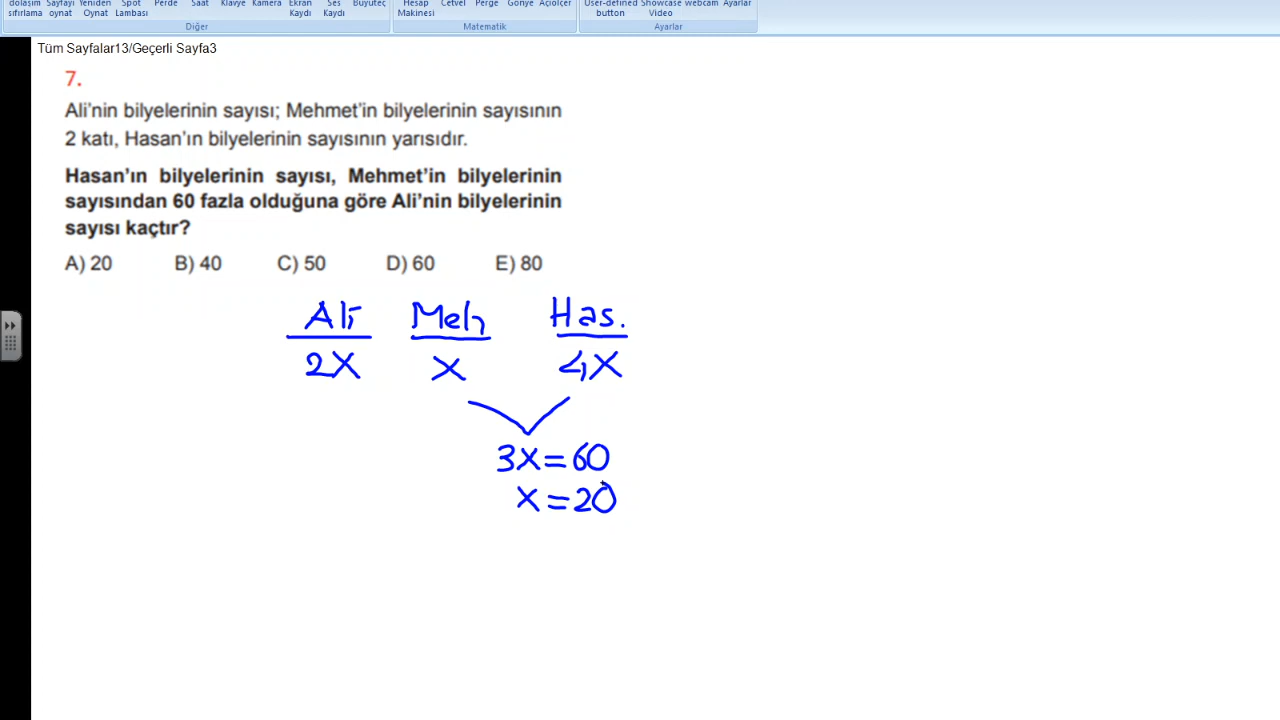 dolaşım Sayfayı Yeniden Spot Perde Saat Klavye Kamera Ekran Ses Büyüteç Hesap Cetvel Perge Gönye Açıölçer User-defined Showcase webcam Ayarlar
sıfırlama oynat Oynat Lambası Kaydı Kaydı Makinesi button Video
Diğer Matematik Ayarlar
Tüm Sayfalar13/Geçerli Sayfa3
7.
Ali'nin bilyelerinin sayısı; Mehmet'in bilyelerinin sayısının
2 katı, Hasan'ın bilyelerinin sayısının yarısıdır.
Hasan'ın bilyelerinin sayısı, Mehmet'in bilyelerinin
sayısından 60 fazla olduğuna göre Ali'nin bilyelerinin
sayısı kaçtır?
A) 20 B) 40 C) 50 D) 60 E) 80
Ali Meh Has.
2X X 4X
3X=60
X=20